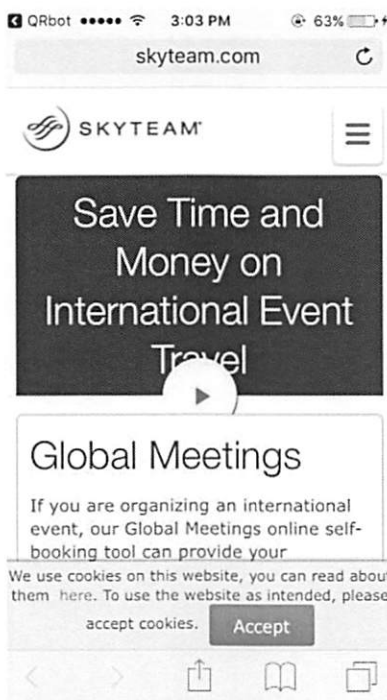 QRbot 3:03 PM 63%
skyteam.com
SKYTEAM
Save Time and
Money on
International Event
Travel
Global Meetings
If you are organizing an international
event, our Global Meetings online self-
booking tool can provide your
We use cookies on this website, you can read about
them here. To use the website as intended, please
accept cookies. Accept